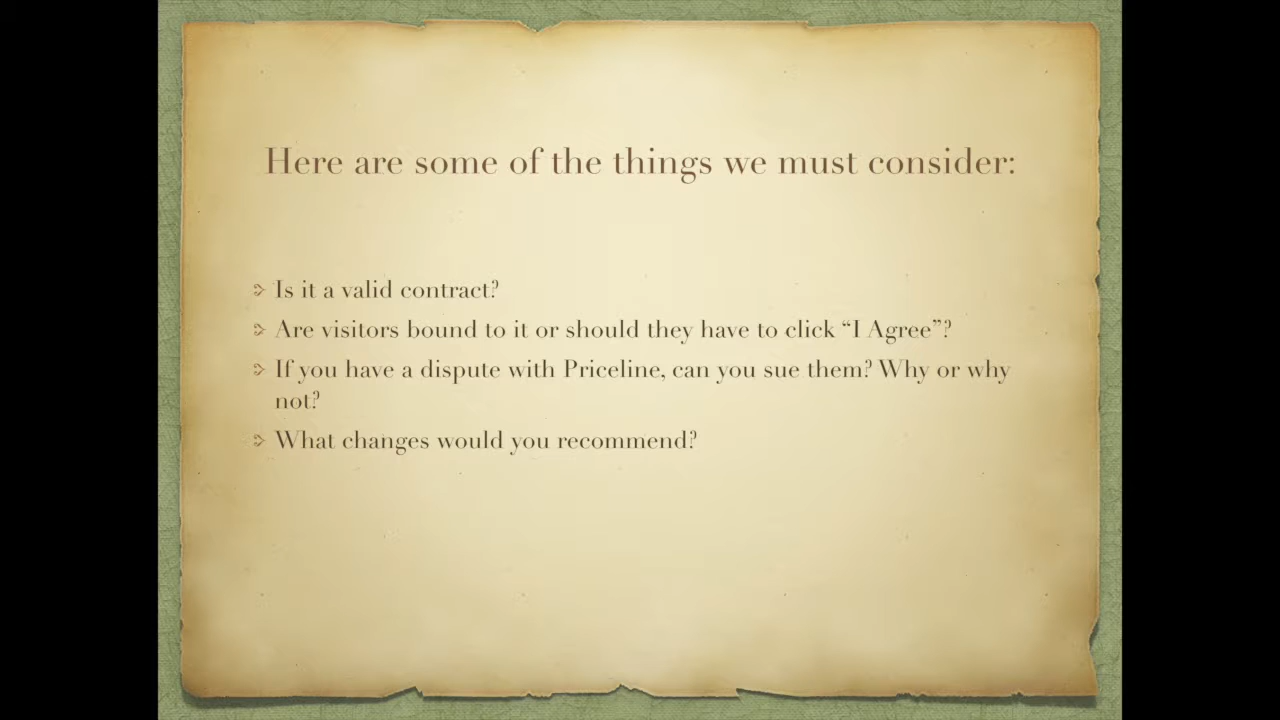 Here are some of the things we must consider:
Is it a valid contract?
Are visitors bound to it or should they have to click “I Agree”?
If you have a dispute with Priceline, can you sue them? Why or why
not?
What changes would you recommend?